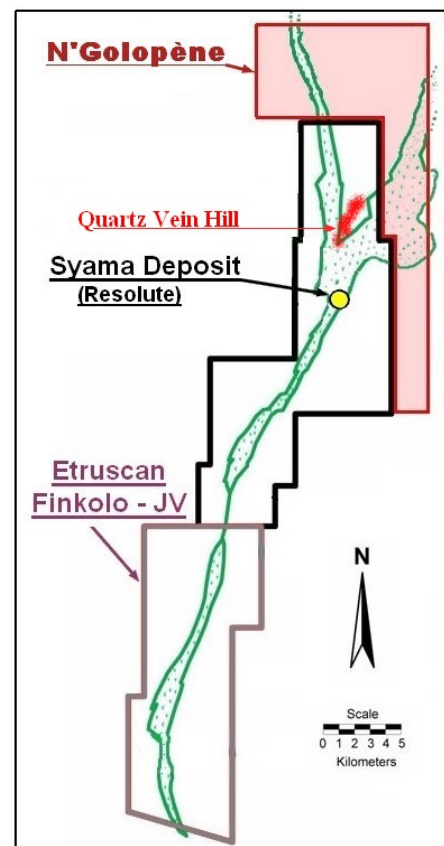 N'Golopène
Quartz Vein Hill
Syama Deposit
(Resolute)
Etruscan
Finkolo - JV
N
Scale
0 1 2 3 4 5
Kilometers